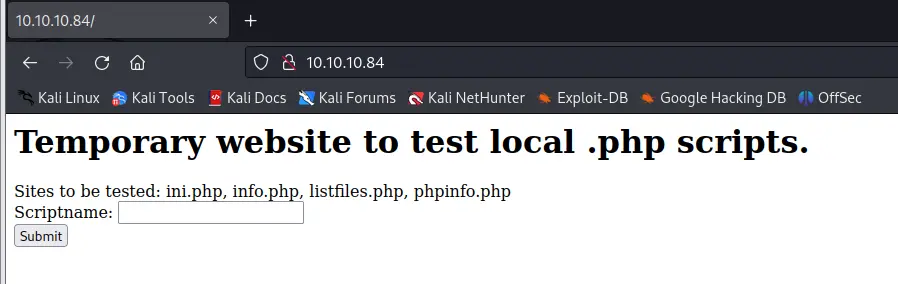 10.10.10.84/
10.10.10.84
Kali Linux Kali Tools Kali Docs Kali Forums Kali NetHunter Exploit-DB Google Hacking DB OffSec
Temporary website to test local .php scripts.
Sites to be tested: ini.php, info.php, listfiles.php, phpinfo.php
Scriptname:
Submit